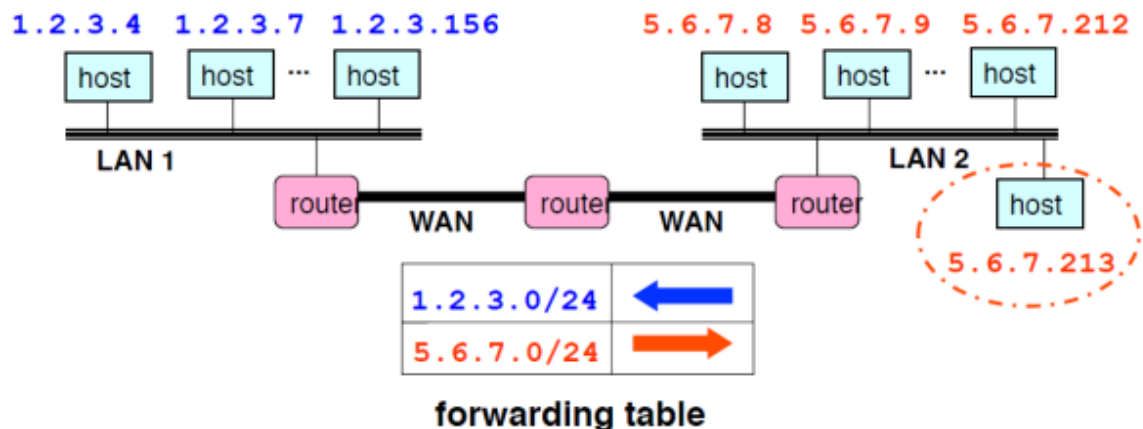 1.2.3.4 1.2.3.7 1.2.3.156 5.6.7.8 5.6.7.9 5.6.7.212
host host ... host host host ... host
LAN 1 LAN 2
router router router host
WAN WAN
5.6.7.213
1.2.3.0/24
5.6.7.0/24
forwarding table